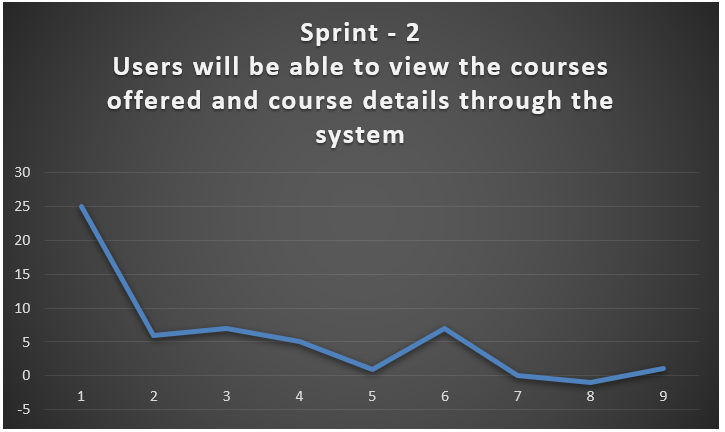 Sprint - 2
Users will be able to view the courses
offered and course details through the
system
30
25
20
15
10
5
0
-5
1 2 3 4 5 6 7 8 9